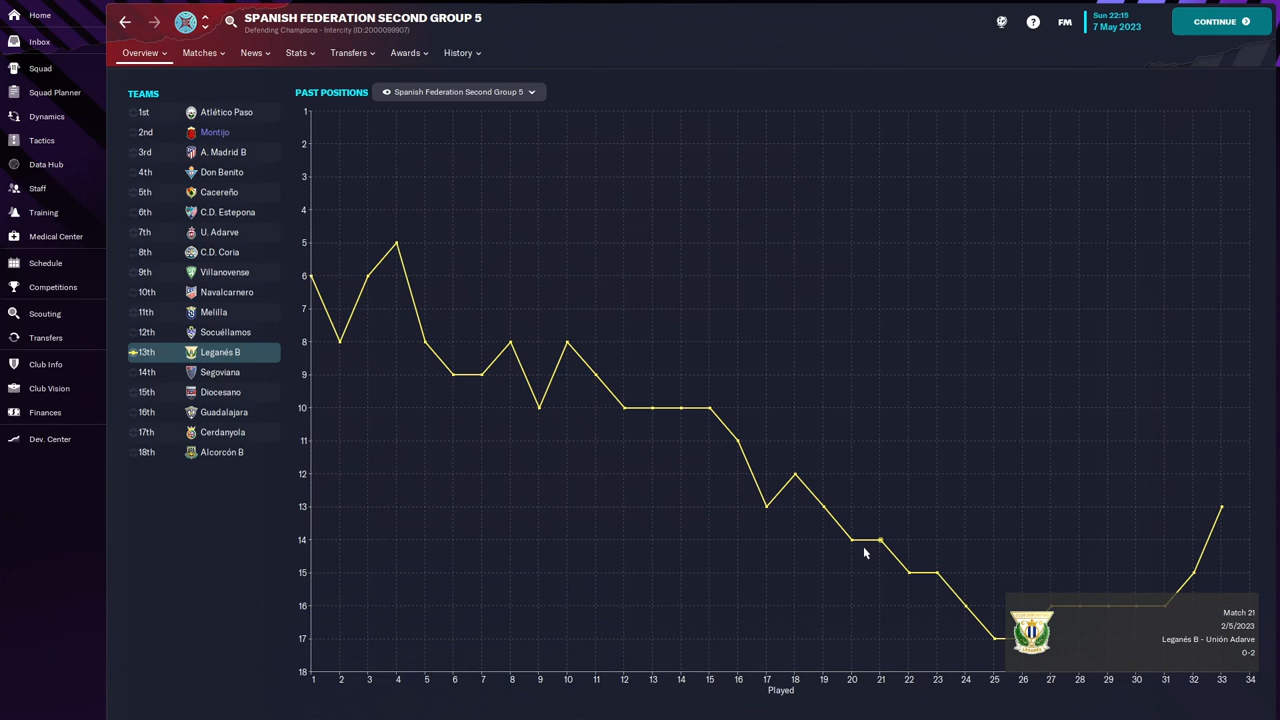 Home
Inbox
Squad
Squad Planner
Dynamics
Tactics
Data Hub
Staff
Training
Medical Center
Schedule
Competitions
Scouting
Transfers
Club Info
Club Vision
Finances
Dev. Center
SPANISH FEDERATION SECOND GROUP 5
Defending Champions - Intercity (ID:2000099907)
? FM
Sun 22:15
7 May 2023
CONTINUE
Overview Matches News Stats Transfers Awards History
TEAMS
1st Atlético Paso
2nd Montijo
3rd A. Madrid B
4th Don Benito
5th Cacereño
6th C.D. Estepona
7th U. Adarve
8th C.D. Coria
9th Villanovense
10th Navalcarnero
11th Melilla
12th Socuéllamos
13th Leganés B
14th Segoviana
15th Diocesano
16th Guadalajara
17th Cerdanyola
18th Alcorcón B
PAST POSITIONS Spanish Federation Second Group 5
1
2
3
4
5
6
7
8
9
10
11
12
13
14
15
16
17
18
1 2 3 4 5 6 7 8 9 10 11 12 13 14 15 16 17 18 19 20 21 22 23 24 25 26 27 28 29 30 31 32 33 34
Played
Match 21
2/5/2023
Leganés B - Unión Adarve
0-2